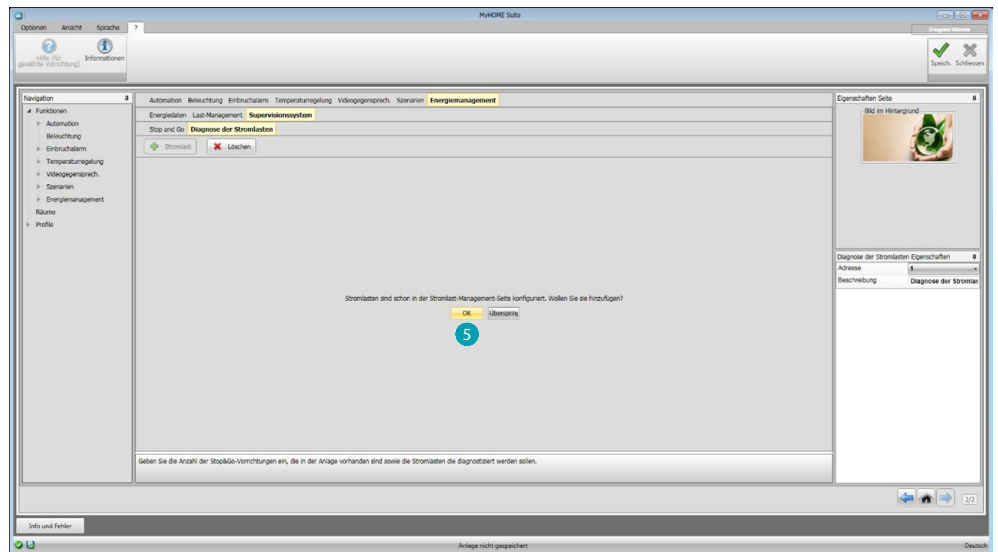 MyHOME Suite
Optionen Ansicht Sprache ?
Hilfe (für gewählte Vorrichtung)
Informationen
Speich. Schliessen
Navigation
Funktionen
Automation
Beleuchtung
Einbruchalarm
Temperaturregelung
Videogegensprech.
Szenarien
Energiemanagement
Räume
Profile
Automation Beleuchtung Einbruchalarm Temperaturregelung Videogegensprech. Szenarien Energiemanagement
Energiedaten Last-Management Supervisionssystem
Stop and Go Diagnose der Stromlasten
Stromlast Löschen
Stromlasten sind schon in der Stromlast-Management-Seite konfiguriert. Wollen Sie sie hinzufügen?
OK Überspring
5
Geben Sie die Anzahl der Stop&Go-Vorrichtungen ein, die in der Anlage vorhanden sind sowie die Stromlasten die diagnostiziert werden sollen.
Eigenschaften Seite
Bild im Hintergrund
Diagnose der Stromlasten Eigenschaften
Adresse 1
Beschreibung Diagnose der Stromlas
2/2
Info und Fehler
Anlage nicht gespeichert
Deutsch